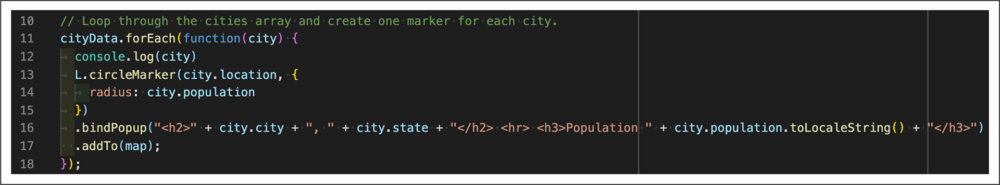 10 // Loop through the cities array and create one marker for each city.
11 cityData.forEach(function(city) {
12 console.log(city)
13 L.circleMarker(city.location, {
14 radius: city.population
15 })
16 .bindPopup("<h2>" + city.city + ", " + city.state + "</h2> <hr> <h3>Population " + city.population.toLocaleString() + "</h3>")
17 .addTo(map);
18 });